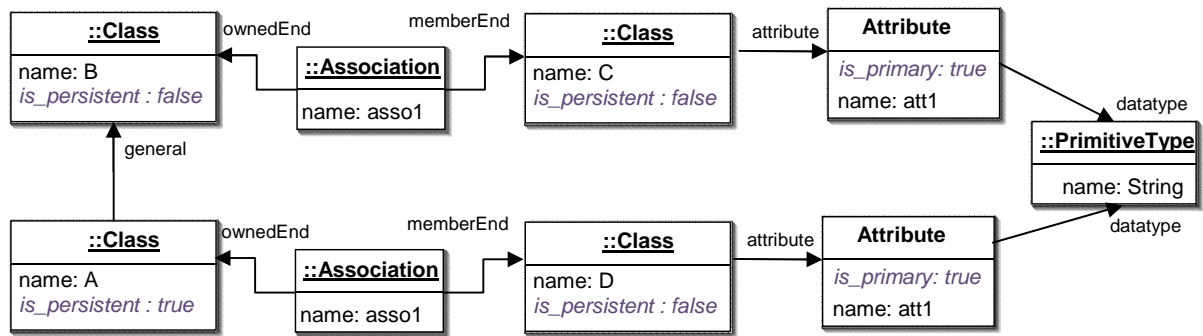 ::Class
name: B
is_persistent : false
ownedEnd
::Association
name: asso1
memberEnd
::Class
name: C
is_persistent : false
attribute
Attribute
is_primary: true
name: att1
datatype
::PrimitiveType
name: String
datatype
general
::Class
name: A
is_persistent : true
ownedEnd
::Association
name: asso1
memberEnd
::Class
name: D
is_persistent : false
attribute
Attribute
is_primary: true
name: att1